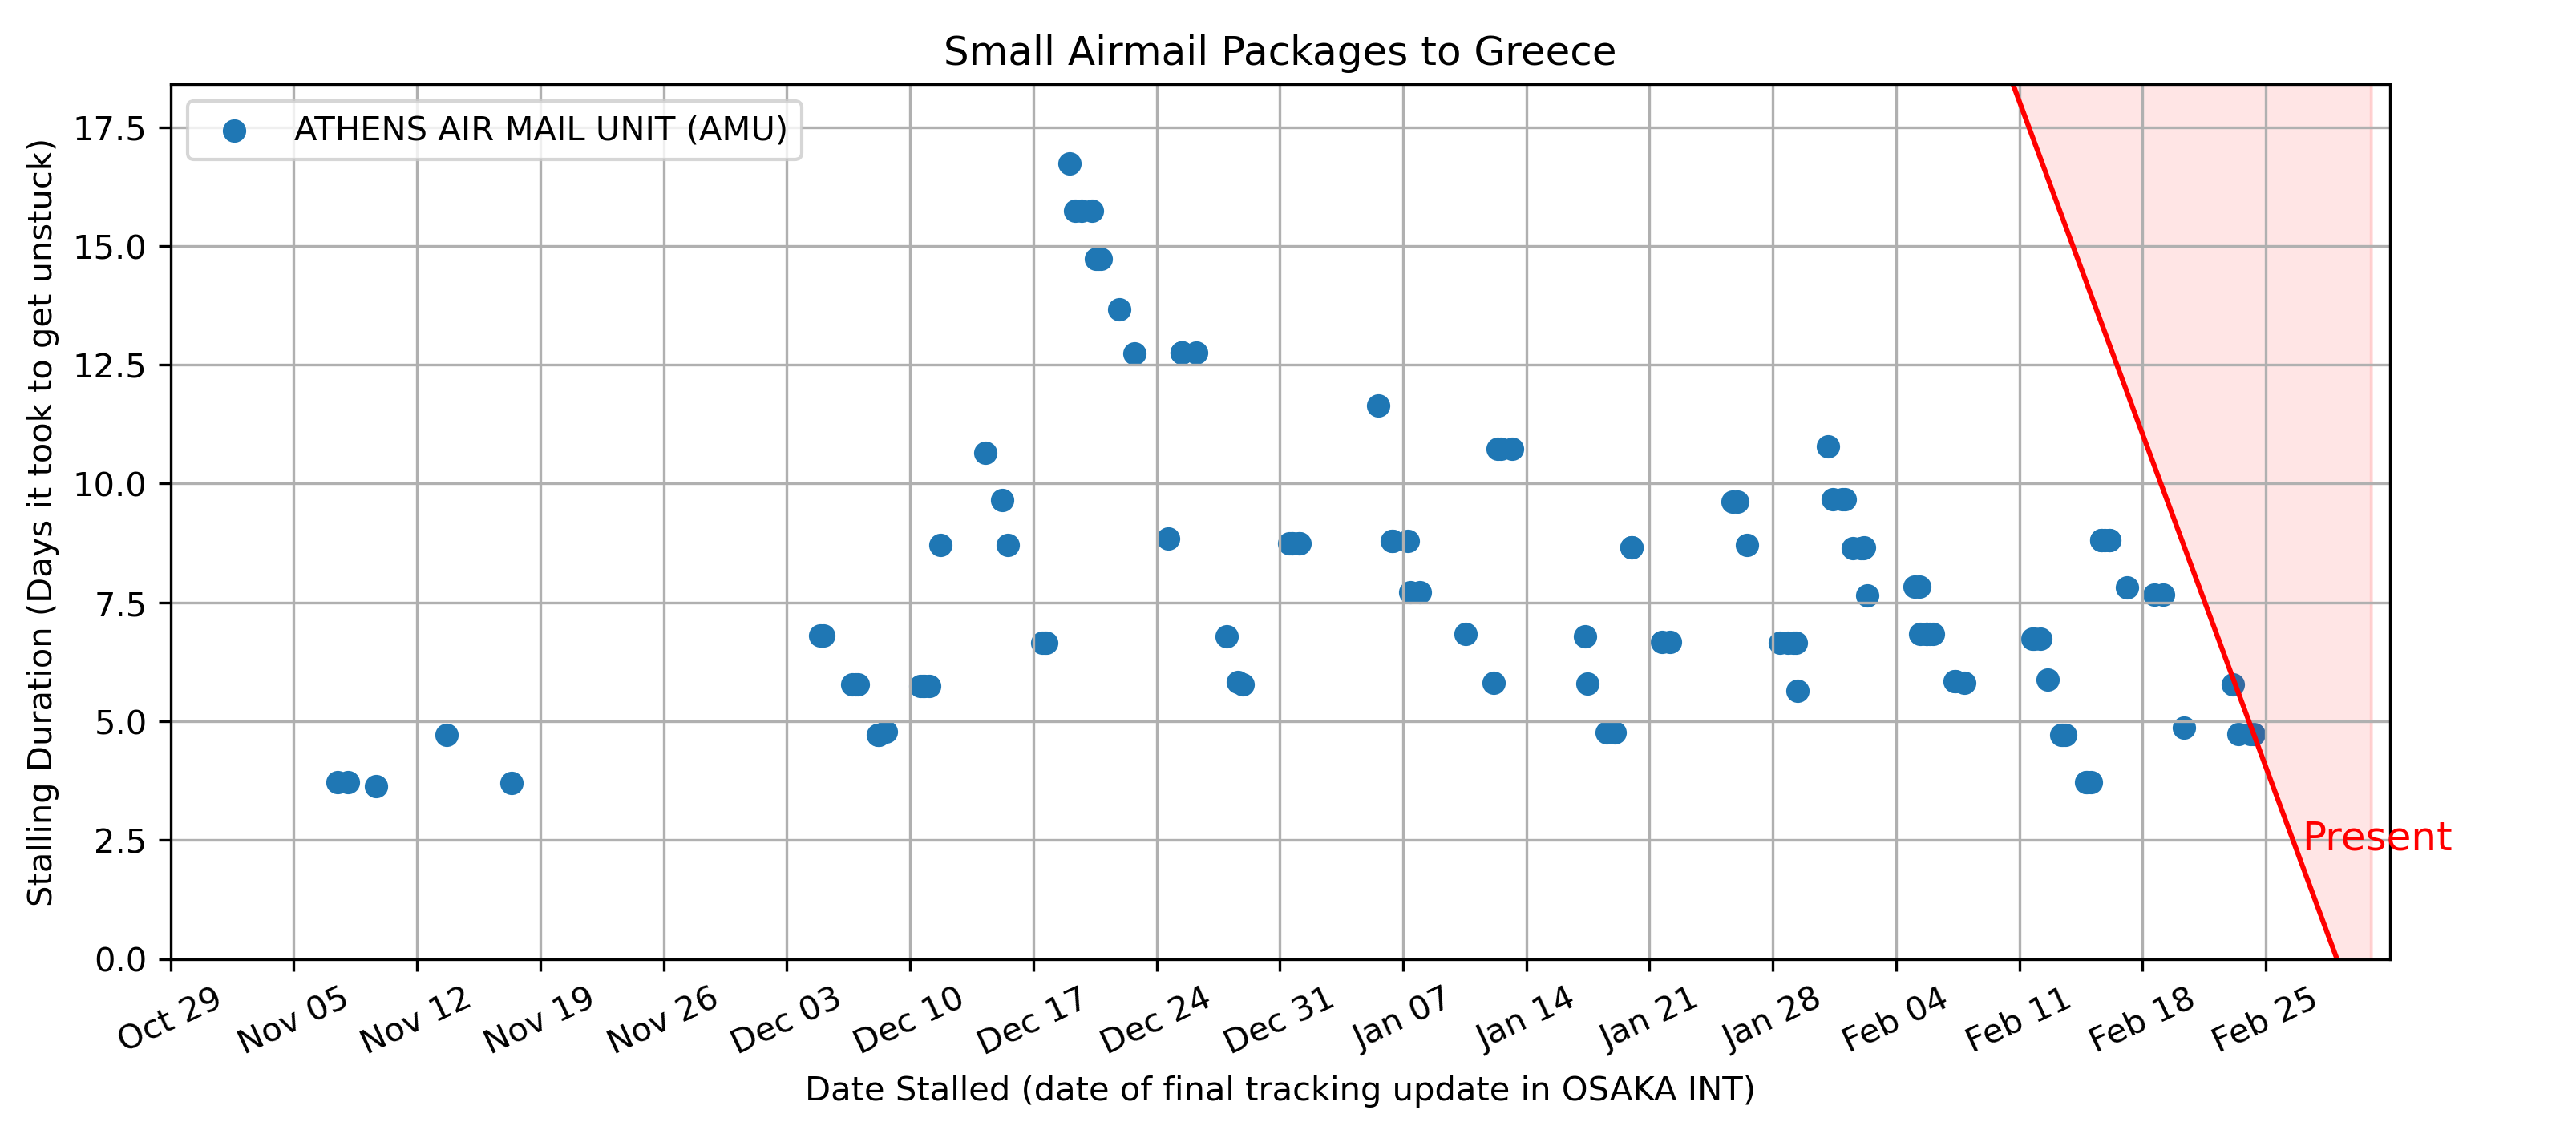 Small Airmail Packages to Greece
ATHENS AIR MAIL UNIT (AMU)
Stalling Duration (Days it took to get unstuck)
17.5
15.0
12.5
10.0
7.5
5.0
2.5
0.0
Present
Oct 29
Nov 05
Nov 12
Nov 19
Nov 26
Dec 03
Dec 10
Dec 17
Dec 24
Dec 31
Jan 07
Jan 14
Jan 21
Jan 28
Feb 04
Feb 11
Feb 18
Feb 25
Date Stalled (date of final tracking update in OSAKA INT)